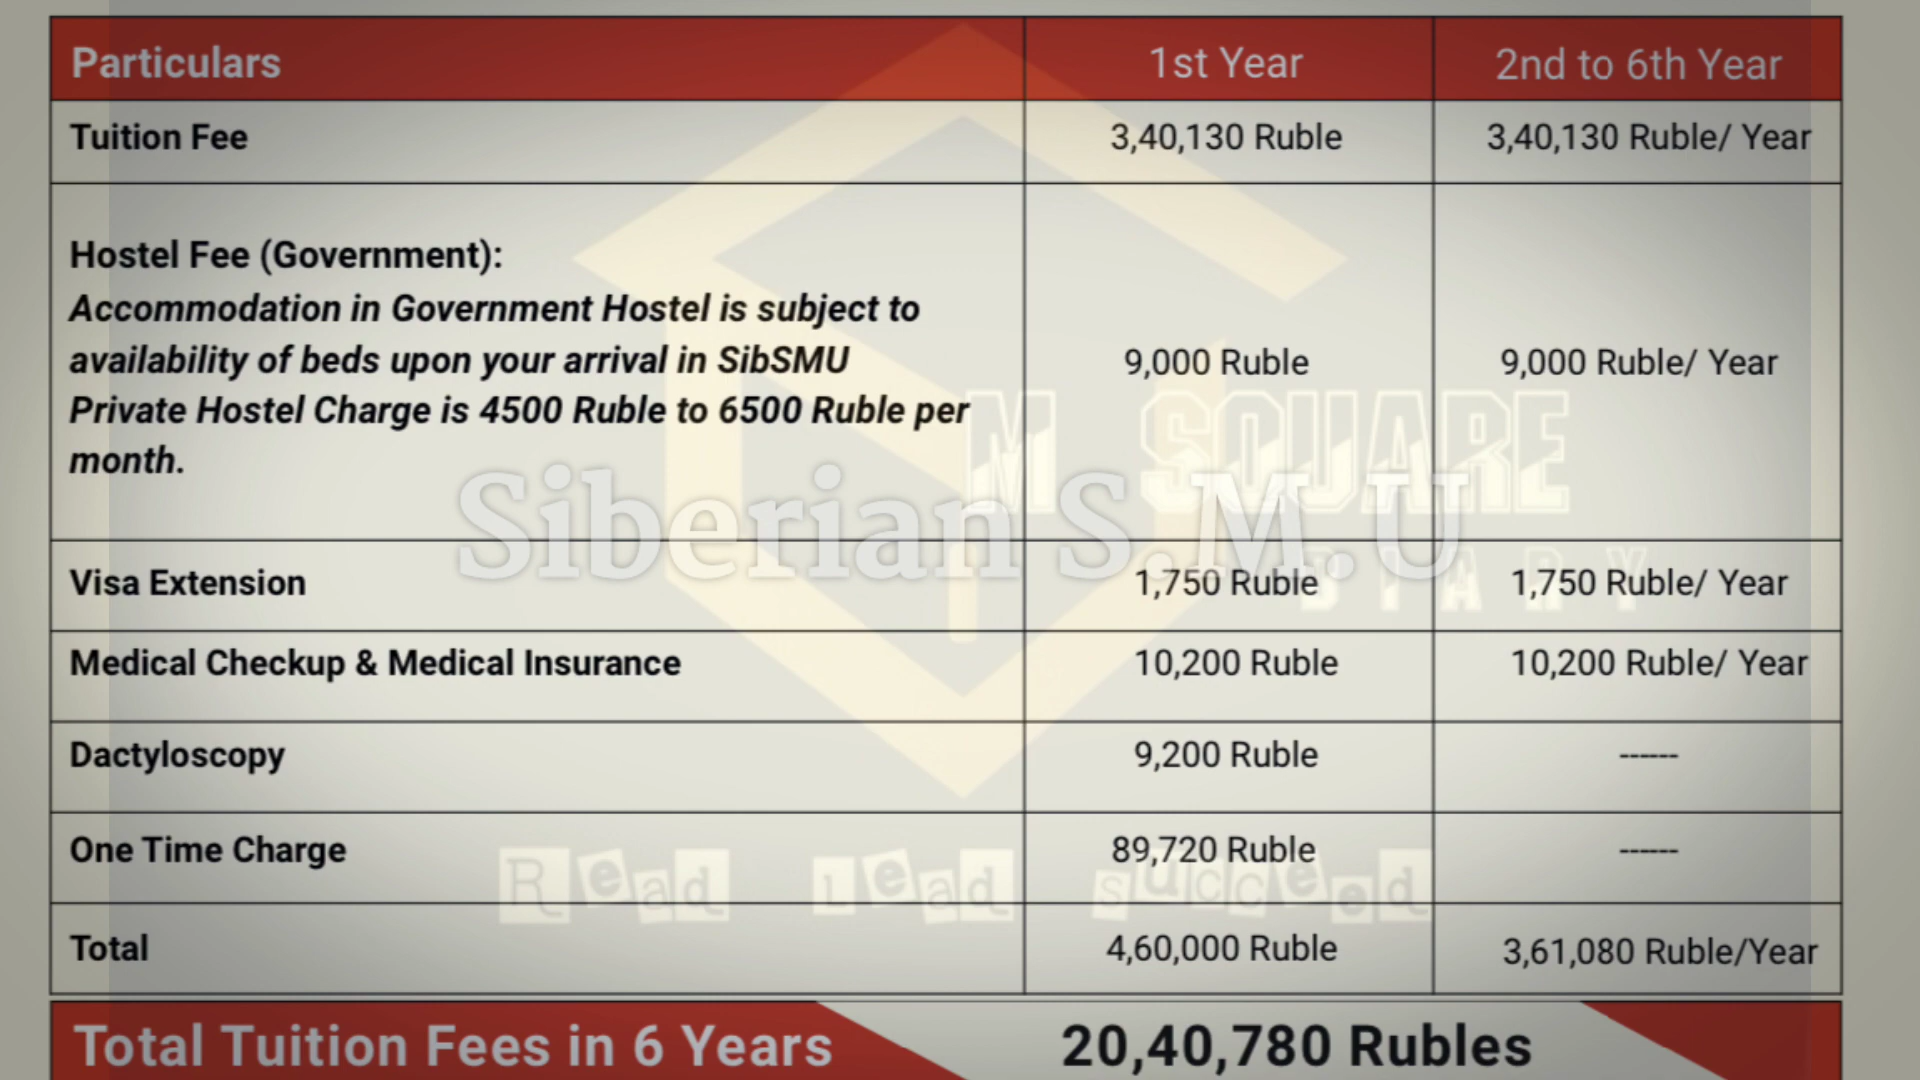 Particulars 1st Year 2nd to 6th Year
Tuition Fee 3,40,130 Ruble 3,40,130 Ruble/ Year
Hostel Fee (Government):
Accommodation in Government Hostel is subject to
availability of beds upon your arrival in SibSMU
Private Hostel Charge is 4500 Ruble to 6500 Ruble per
month.
9,000 Ruble 9,000 Ruble/ Year
M SQUARE
DIARY
Siberian S.M.U
Visa Extension 1,750 Ruble 1,750 Ruble/ Year
Medical Checkup & Medical Insurance 10,200 Ruble 10,200 Ruble/ Year
Dactyloscopy 9,200 Ruble ------
One Time Charge 89,720 Ruble ------
Read Lead succeed
Total 4,60,000 Ruble 3,61,080 Ruble/Year
Total Tuition Fees in 6 Years 20,40,780 Rubles